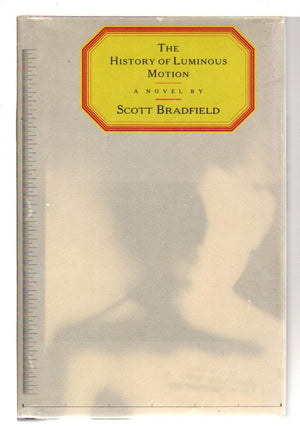 THE
HISTORY OF LUMINOUS
MOTION
A NOVEL BY
SCOTT BRADFIELD